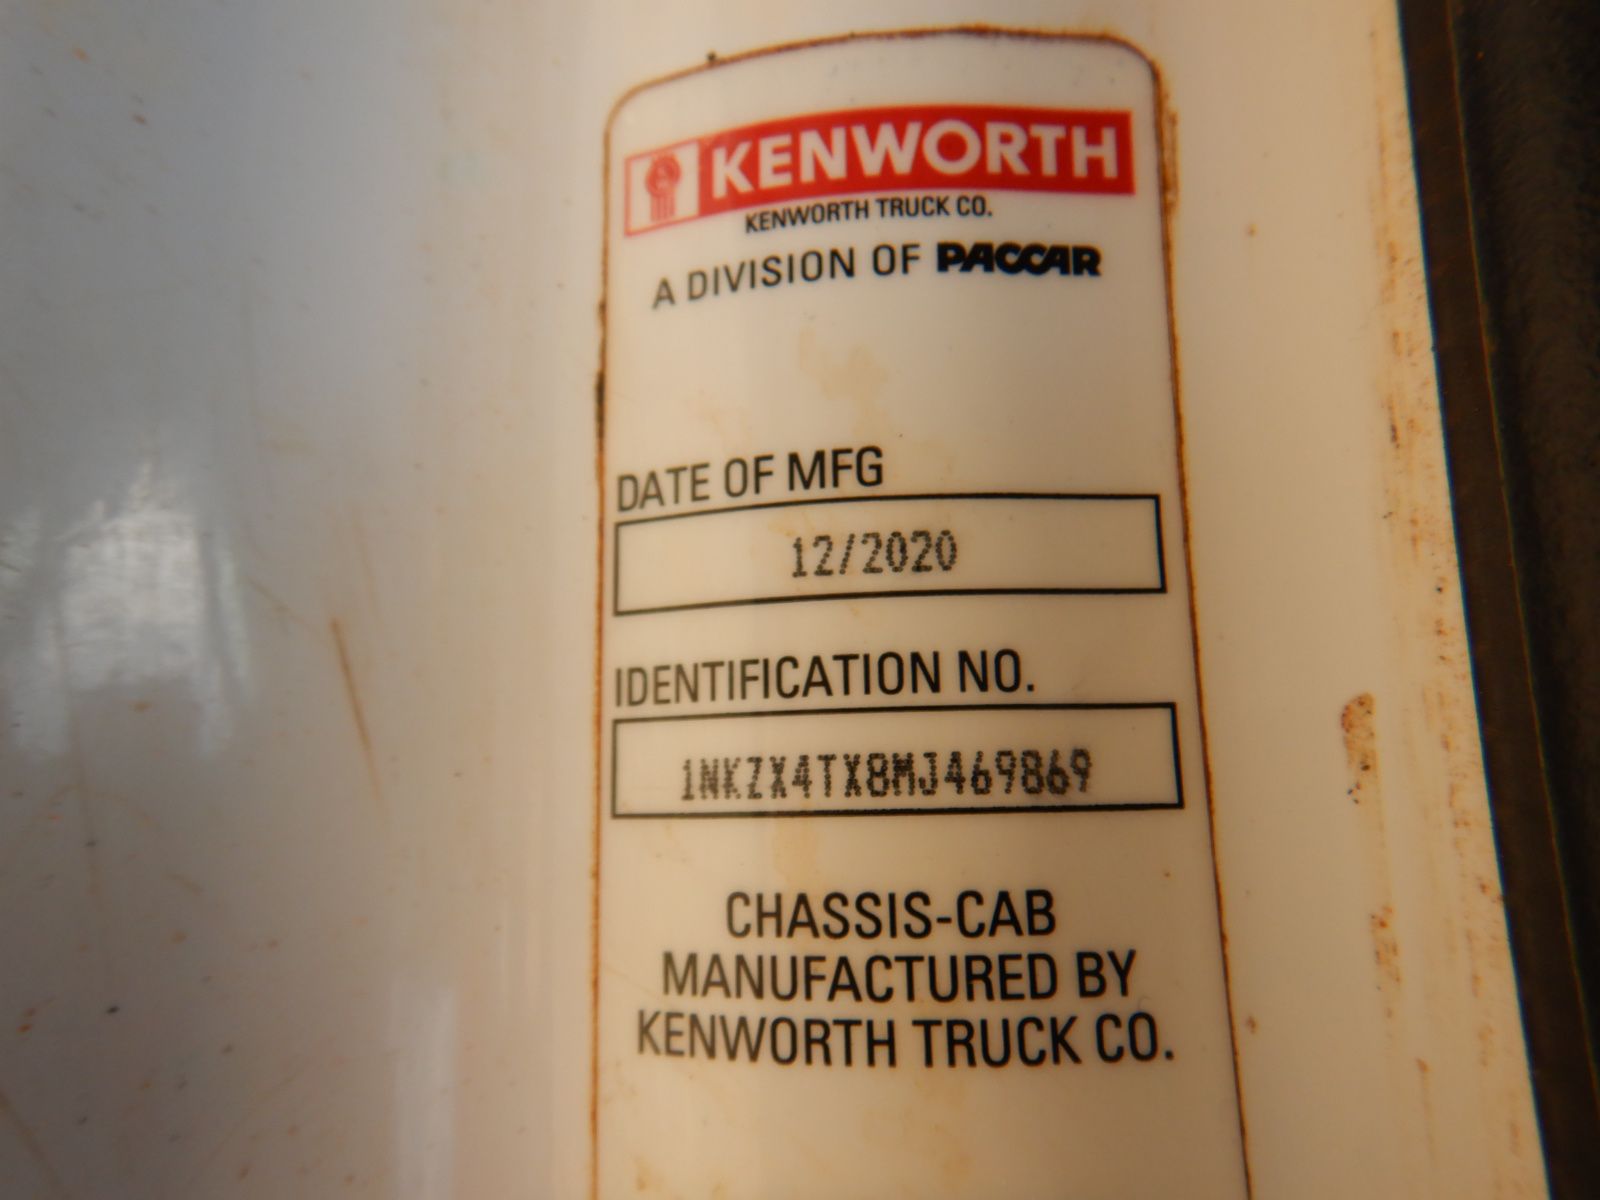 KENWORTH
KENWORTH TRUCK CO.
A DIVISION OF PACCAR
DATE OF MFG
12/2020
IDENTIFICATION NO.
1NKZX4TX8MJ469869
CHASSIS-CAB
MANUFACTURED BY
KENWORTH TRUCK CO.